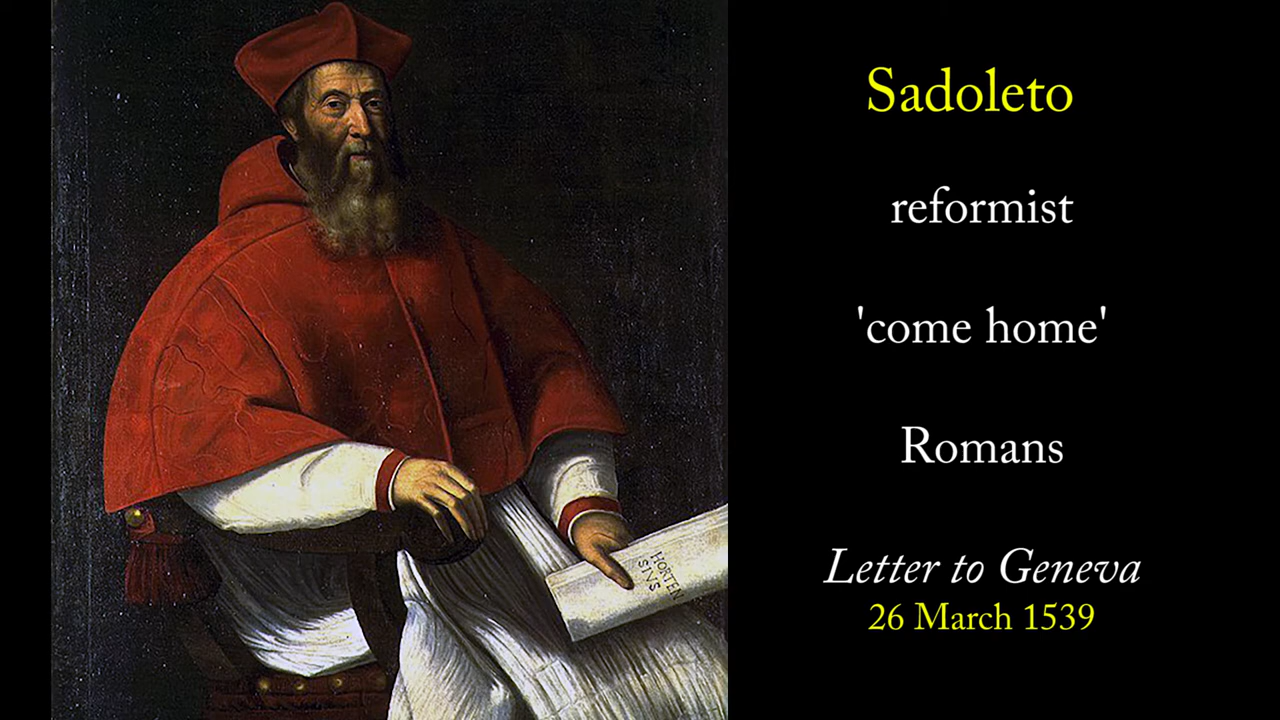 Sadoleto
reformist
'come home'
Romans
Letter to Geneva
26 March 1539
HORTEN
SIVS